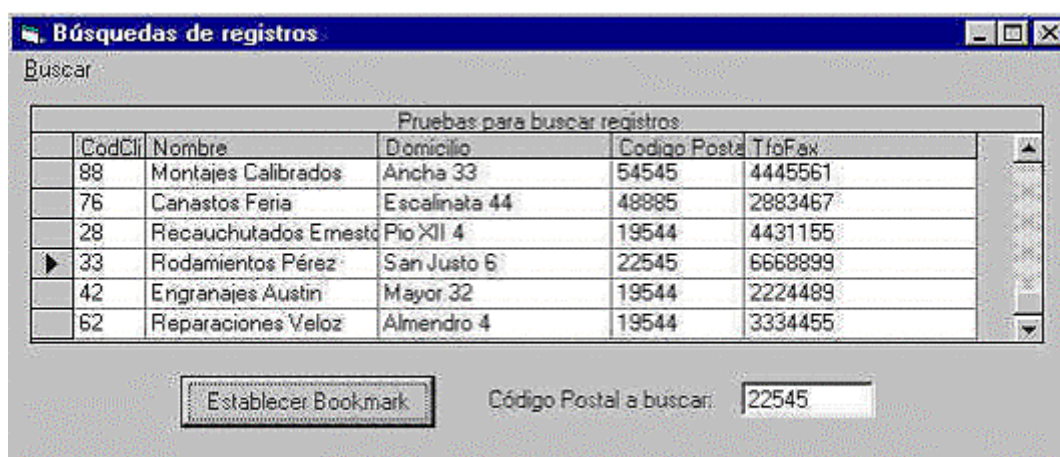 Búsquedas de registros
Buscar
Pruebas para buscar registros
CodCli Nombre Domicilio Codigo Posta TfoFax
88 Montajes Calibrados Ancha 33 54545 4445561
76 Canastos Feria Escalinata 44 48885 2883467
28 Recauchutados Ernesto Pio XII 4 19544 4431155
33 Rodamientos Pérez San Justo 6 22545 6668899
42 Engranajes Austin Mayor 32 19544 2224489
62 Reparaciones Veloz Almendro 4 19544 3334455
Establecer Bookmark Código Postal a buscar: 22545